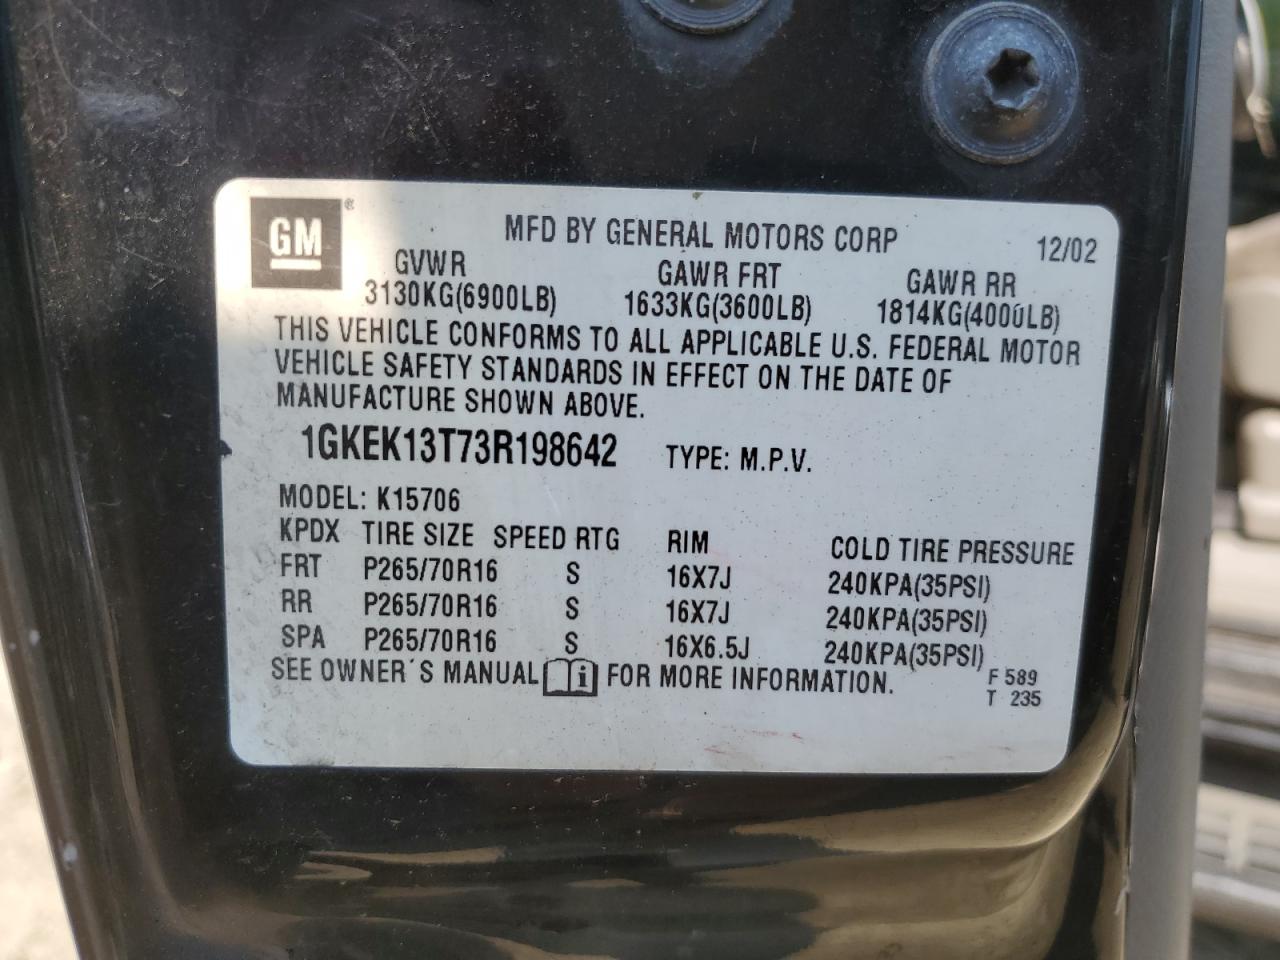 GM®
MFD BY GENERAL MOTORS CORP 12/02
GVWR GAWR FRT GAWR RR
3130KG(6900LB) 1633KG(3600LB) 1814KG(4000LB)
THIS VEHICLE CONFORMS TO ALL APPLICABLE U.S. FEDERAL MOTOR
VEHICLE SAFETY STANDARDS IN EFFECT ON THE DATE OF
MANUFACTURE SHOWN ABOVE.
1GKEK13T73R198642 TYPE: M.P.V.
MODEL: K15706
KPDX TIRE SIZE SPEED RTG RIM COLD TIRE PRESSURE
FRT P265/70R16 S 16X7J 240KPA(35PSI)
RR P265/70R16 S 16X7J 240KPA(35PSI)
SPA P265/70R16 S 16X6.5J 240KPA(35PSI)
SEE OWNER'S MANUAL i FOR MORE INFORMATION. F 589
T 235